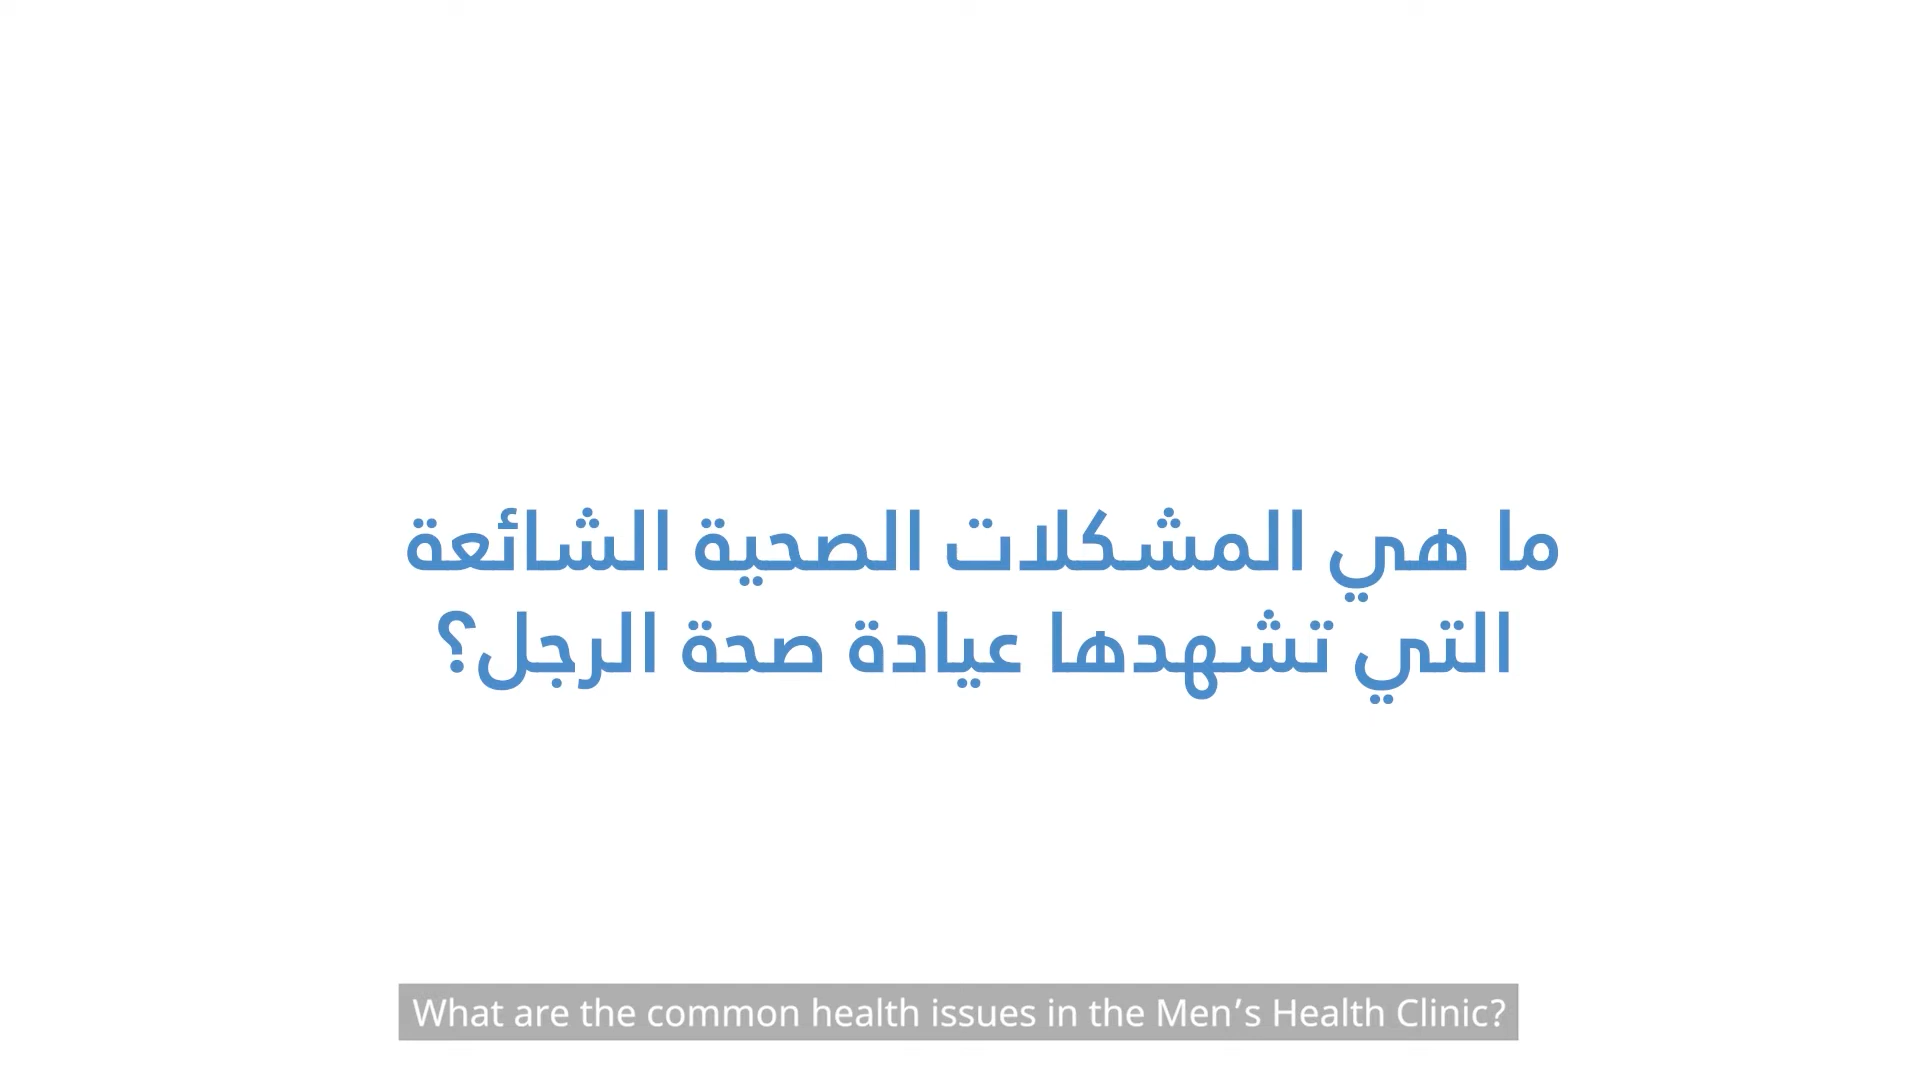 ما هي المشكلات الصحية الشائعة
التي تشهدها عيادة صحة الرجل؟
What are the common health issues in the Men’s Health Clinic?